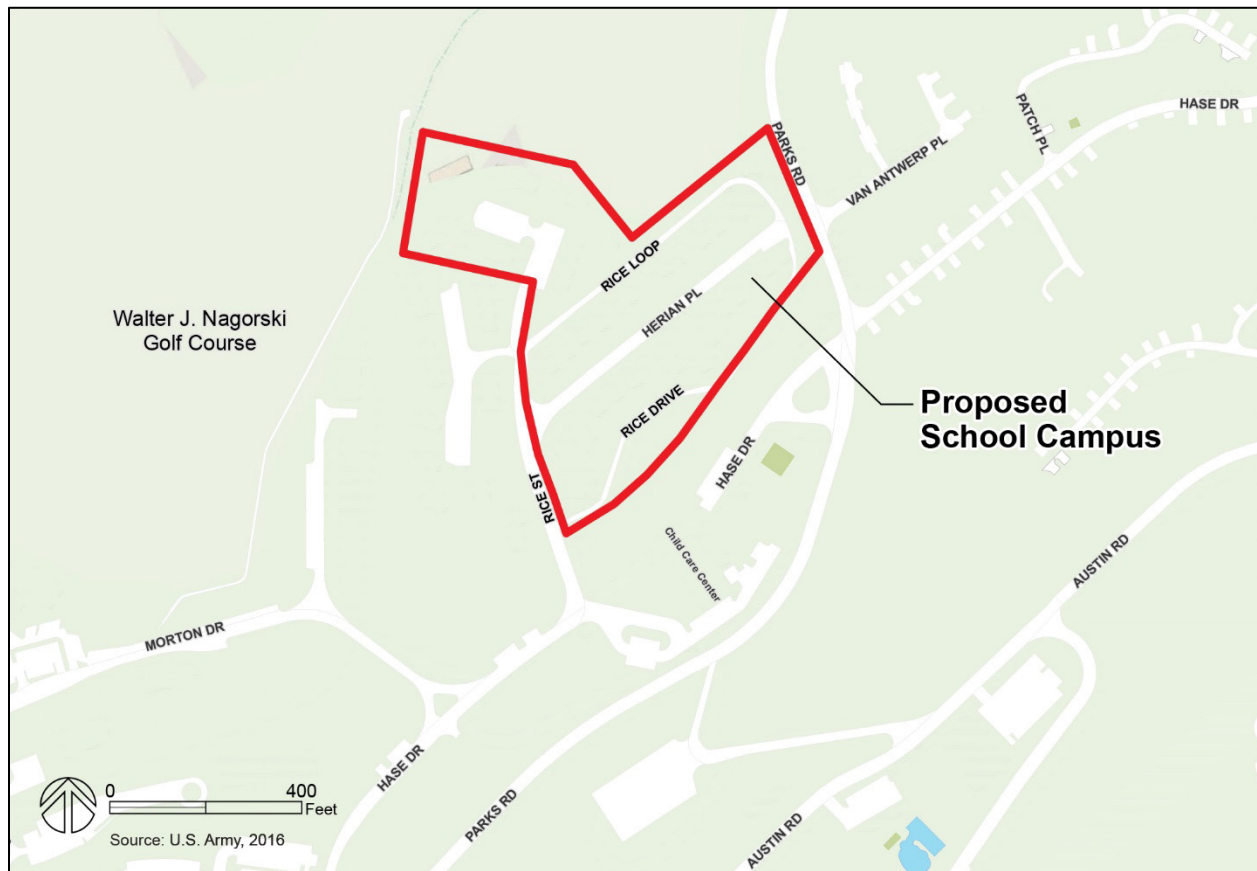 HASE DR
PATCH PL
PARKS RD
VAN ANTWERP PL
RICE LOOP
HERIAN PL
Walter J. Nagorski
Golf Course
RICE DRIVE
Proposed
School Campus
HASE DR
RICE ST
Child Care Center
AUSTIN RD
MORTON DR
HASE DR
PARKS RD
AUSTIN RD
0 400
Feet
Source: U.S. Army, 2016